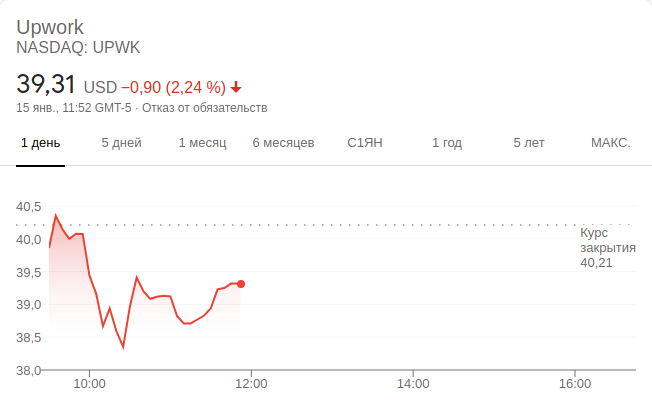 Upwork
NASDAQ: UPWK
39,31 USD −0,90 (2,24 %)
15 янв., 11:52 GMT-5 · Отказ от обязательств
1 день 5 дней 1 месяц 6 месяцев С1ЯН 1 год 5 лет МАКС.
40,5
40,0
39,5
39,0
38,5
38,0
Курс
закрытия
40,21
10:00 12:00 14:00 16:00